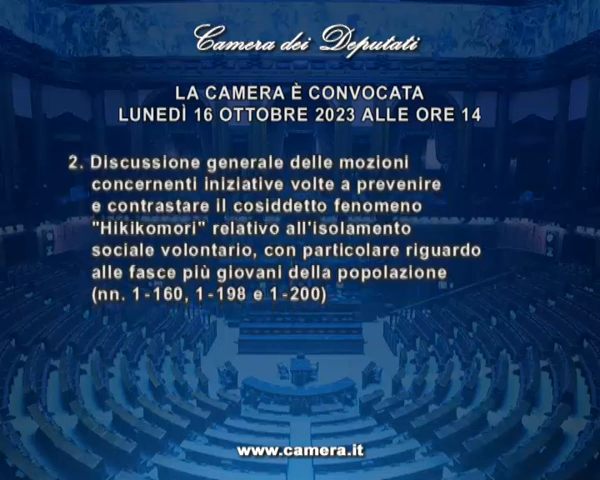 Camera dei Deputati
LA CAMERA È CONVOCATA
LUNEDÌ 16 OTTOBRE 2023 ALLE ORE 14
2. Discussione generale delle mozioni
concernenti iniziative volte a prevenire
e contrastare il cosiddetto fenomeno
"Hikikomori" relativo all'isolamento
sociale volontario, con particolare riguardo
alle fasce più giovani della popolazione
(nn. 1-160, 1-198 e 1-200)
www.camera.it